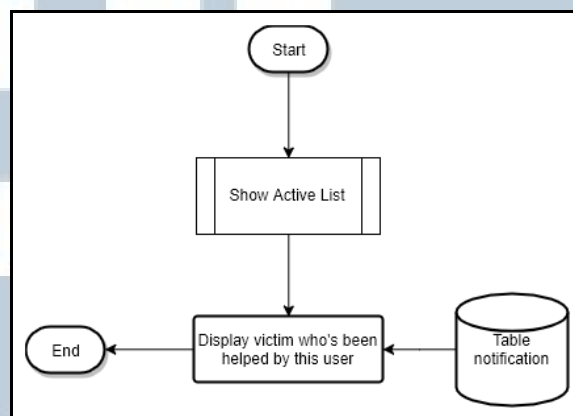 Start
Show Active List
Display victim who's been
helped by this user
End
Table
notification